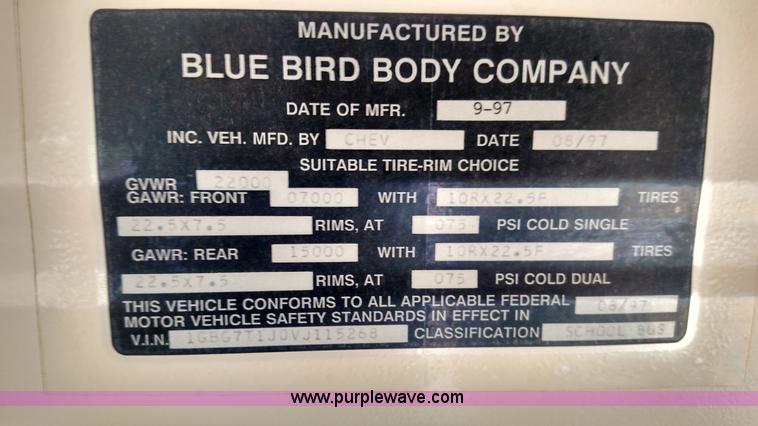 MANUFACTURED BY
BLUE BIRD BODY COMPANY
DATE OF MFR. 9-97
INC. VEH. MFD. BY CHEV DATE 08/97
SUITABLE TIRE-RIM CHOICE
GVWR 22000
GAWR: FRONT 07000 WITH 10RX22.5F TIRES
22.5X7.5 RIMS, AT 075 PSI COLD SINGLE
GAWR: REAR 15000 WITH 10RX22.5F TIRES
22.5X7.5 RIMS, AT 075 PSI COLD DUAL
THIS VEHICLE CONFORMS TO ALL APPLICABLE FEDERAL 08/97
MOTOR VEHICLE SAFETY STANDARDS IN EFFECT IN
V.I.N. 1GBG7T1J0VJ115268 CLASSIFICATION SCHOOL BUS
www.purplewave.com